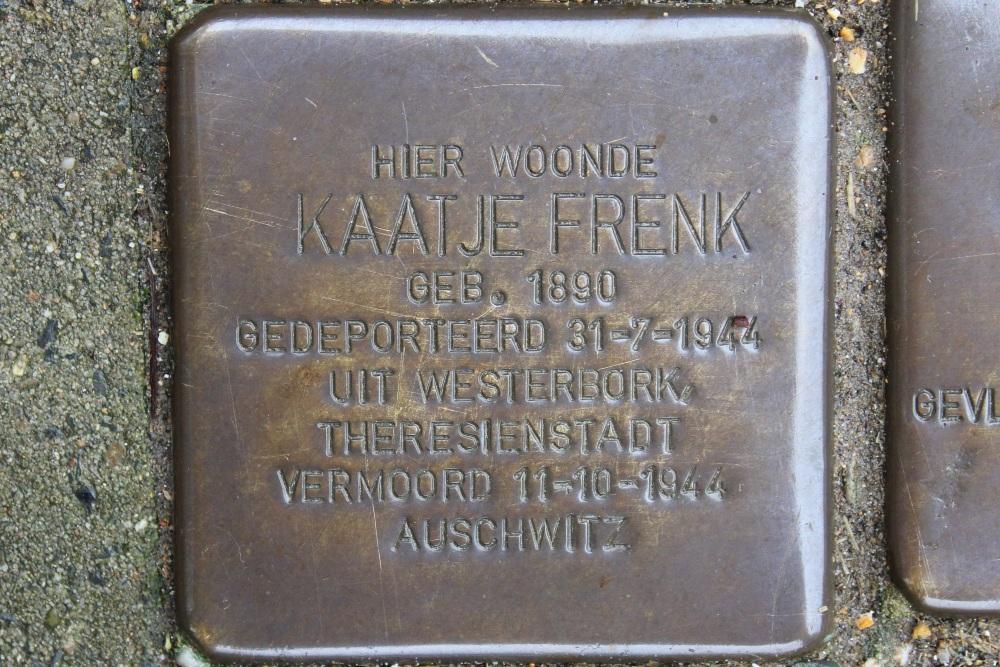 HIER WOONDE
KAATJE FRENK
GEB. 1890
GEDEPORTEERD 31-7-1944
UIT WESTERBORK,
THERESIENSTADT
VERMOORD 11-10-1944
AUSCHWITZ